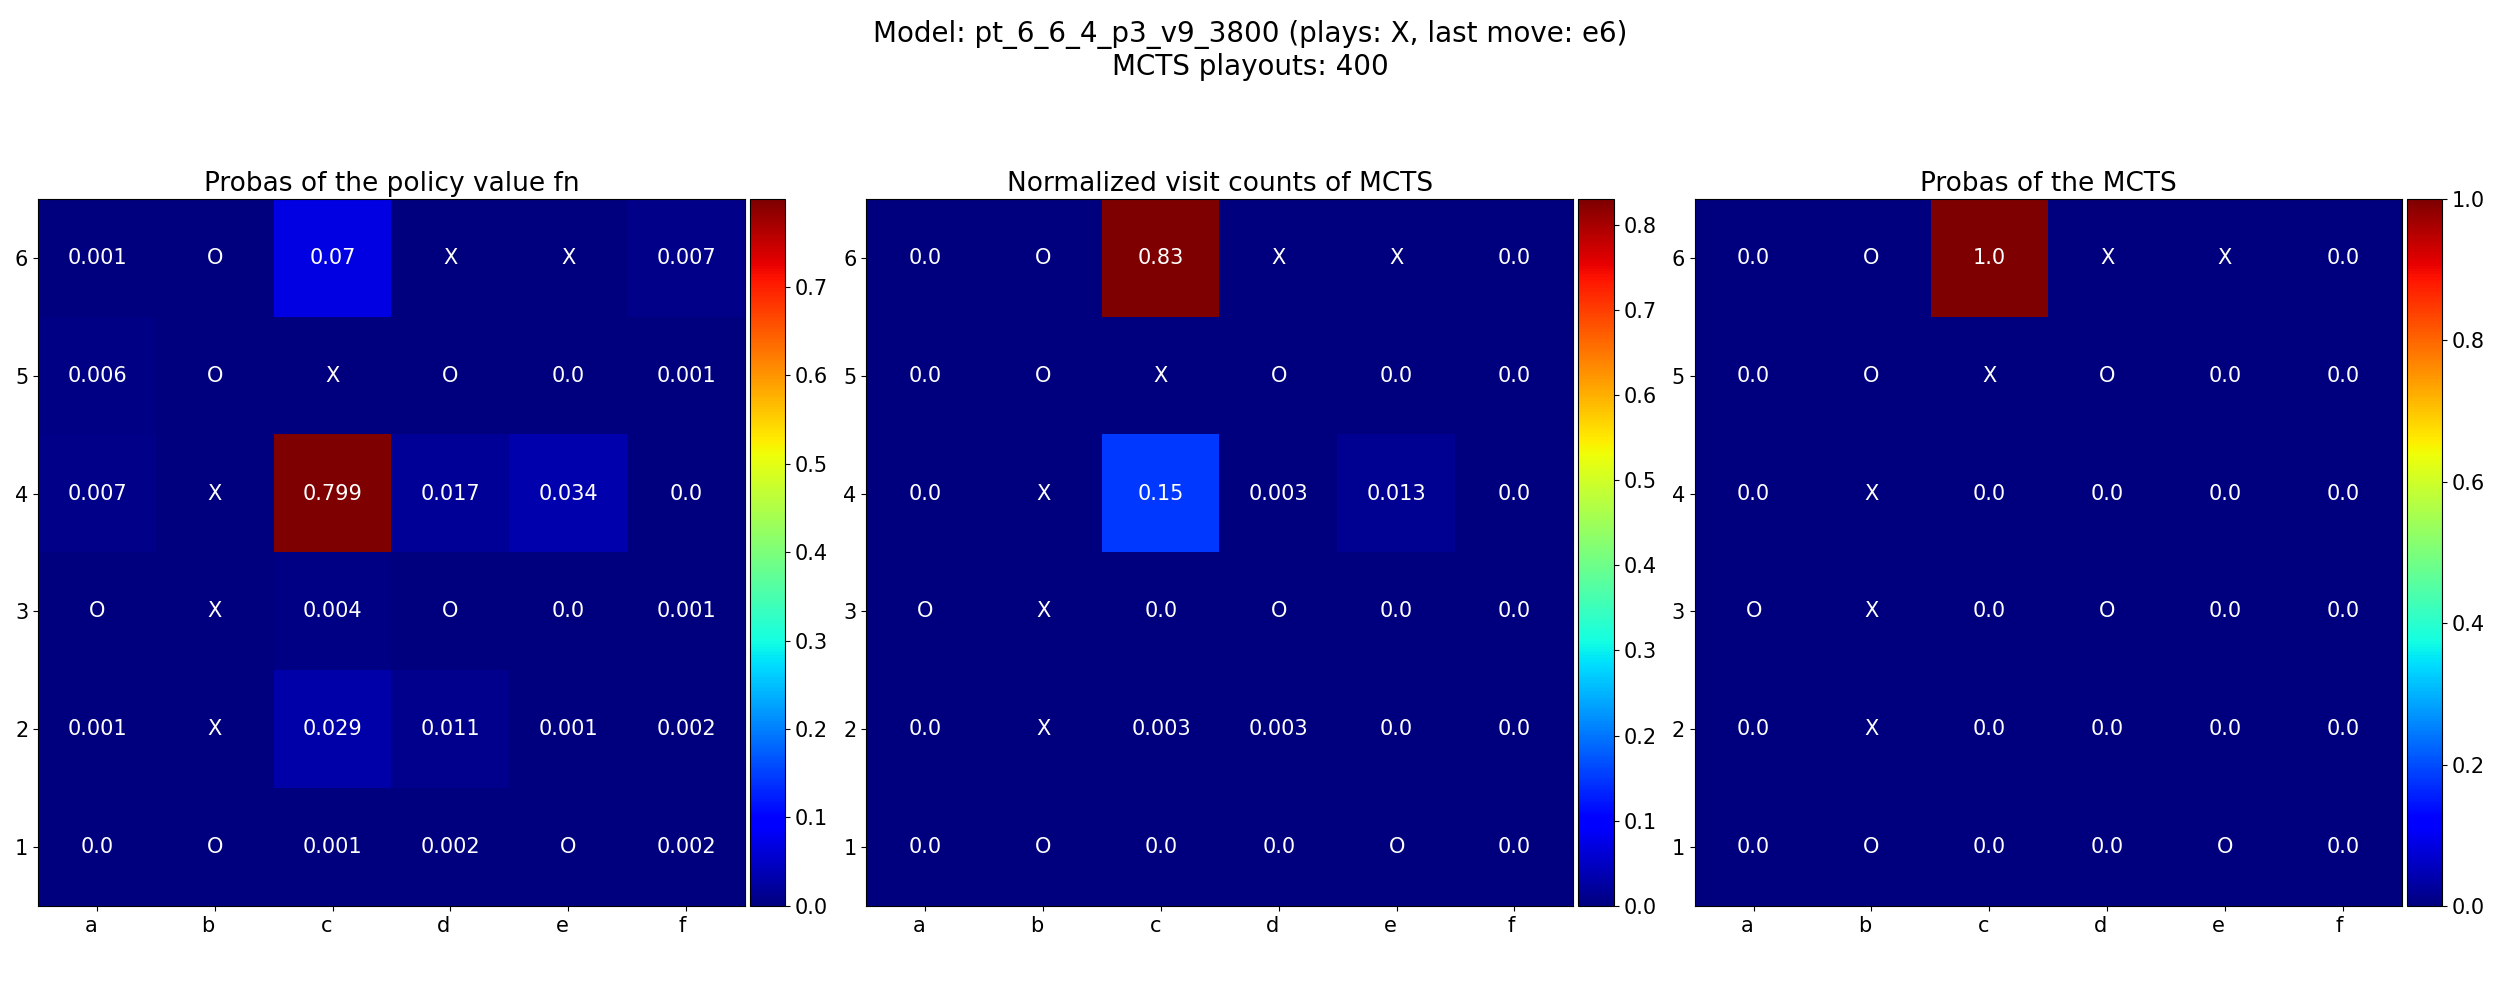 Model: pt_6_6_4_p3_v9_3800 (plays: X, last move: e6)
MCTS playouts: 400
Probas of the policy value fn
6 0.001 O 0.07 X X 0.007
5 0.006 O X O 0.0 0.001
4 0.007 X 0.799 0.017 0.034 0.0
3 O X 0.004 O 0.0 0.001
2 0.001 X 0.029 0.011 0.001 0.002
1 0.0 O 0.001 0.002 O 0.002
a b c d e f
0.7
0.6
0.5
0.4
0.3
0.2
0.1
0.0
Normalized visit counts of MCTS
6 0.0 O 0.83 X X 0.0
5 0.0 O X O 0.0 0.0
4 0.0 X 0.15 0.003 0.013 0.0
3 O X 0.0 O 0.0 0.0
2 0.0 X 0.003 0.003 0.0 0.0
1 0.0 O 0.0 0.0 O 0.0
a b c d e f
0.8
0.7
0.6
0.5
0.4
0.3
0.2
0.1
0.0
Probas of the MCTS
6 0.0 O 1.0 X X 0.0
5 0.0 O X O 0.0 0.0
4 0.0 X 0.0 0.0 0.0 0.0
3 O X 0.0 O 0.0 0.0
2 0.0 X 0.0 0.0 0.0 0.0
1 0.0 O 0.0 0.0 O 0.0
a b c d e f
1.0
0.8
0.6
0.4
0.2
0.0